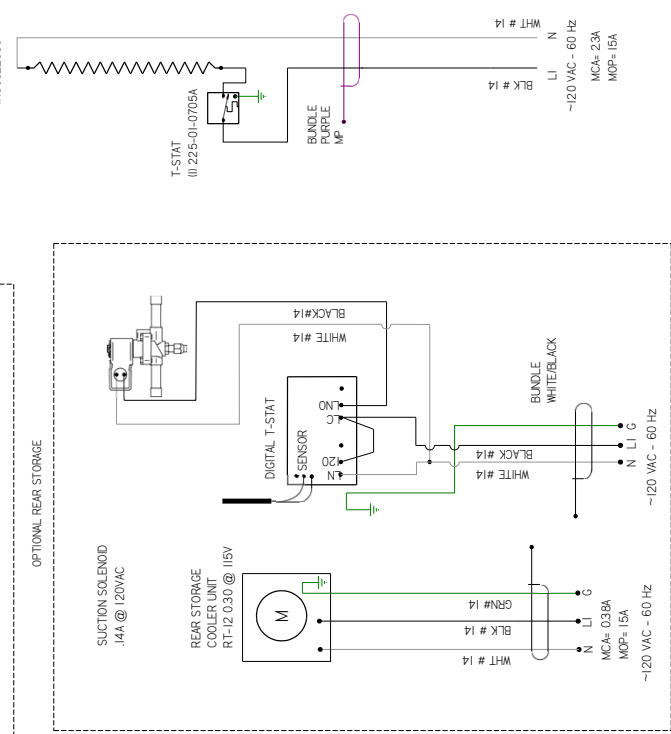 WHT # 14
N
L1
BLK # 14
~120 VAC - 60 Hz
MCA= 2.3A
MOP= 15A
T-STAT
(1) 225-01-0705A
BUNDLE
PURPLE
MP
OPTIONAL REAR STORAGE
SUCTION SOLENOID
.14A @ 120VAC
BLACK#14
WHITE #14
DIGITAL T-STAT
SENSOR
LNO
LC
120
LN
BUNDLE
WHITE/BLACK
BLACK #14
WHITE #14
G
L1
N
~120 VAC - 60 Hz
REAR STORAGE
COOLER UNIT
RT-12 0.30 @ 115V
M
GRN# 14
BLK # 14
WHT # 14
G
L1
N
MCA= 0.38A
MOP= 15A
~120 VAC - 60 Hz